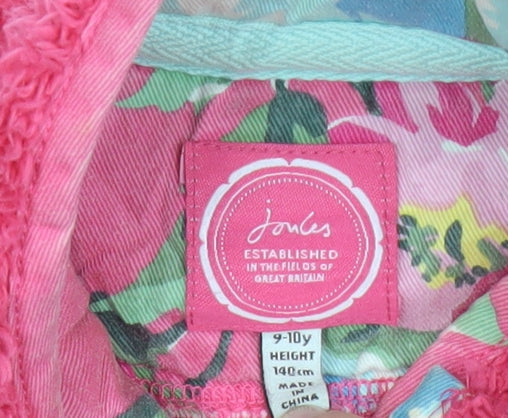 Joules
ESTABLISHED
IN THE FIELDS OF
GREAT BRITAIN
9-10y
HEIGHT
140cm
MADE
IN
CHINA